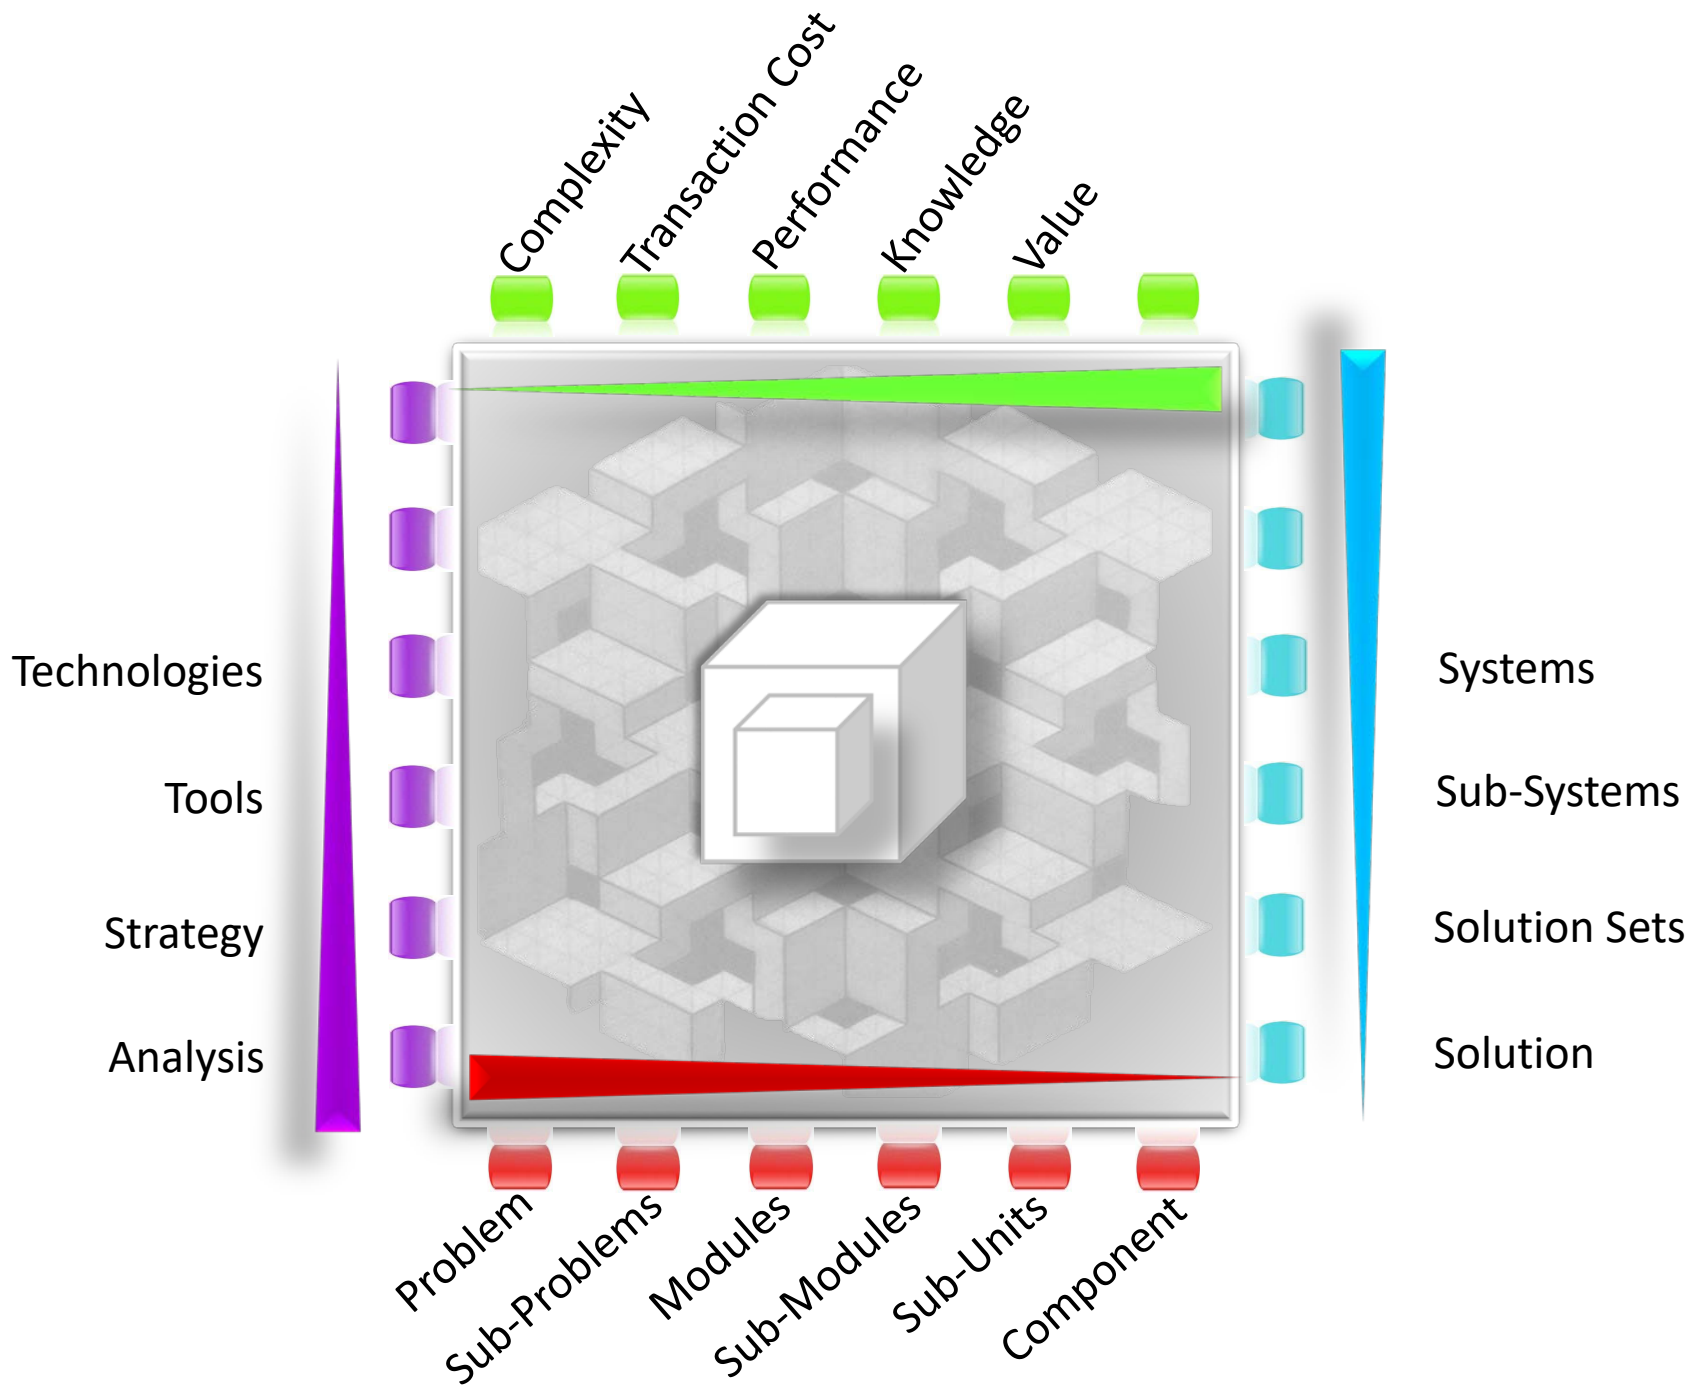 Complexity
Transaction Cost
Performance
Knowledge
Value
Technologies
Tools
Strategy
Analysis
Systems
Sub-Systems
Solution Sets
Solution
Problem
Sub-Problems
Modules
Sub-Modules
Sub-Units
Component